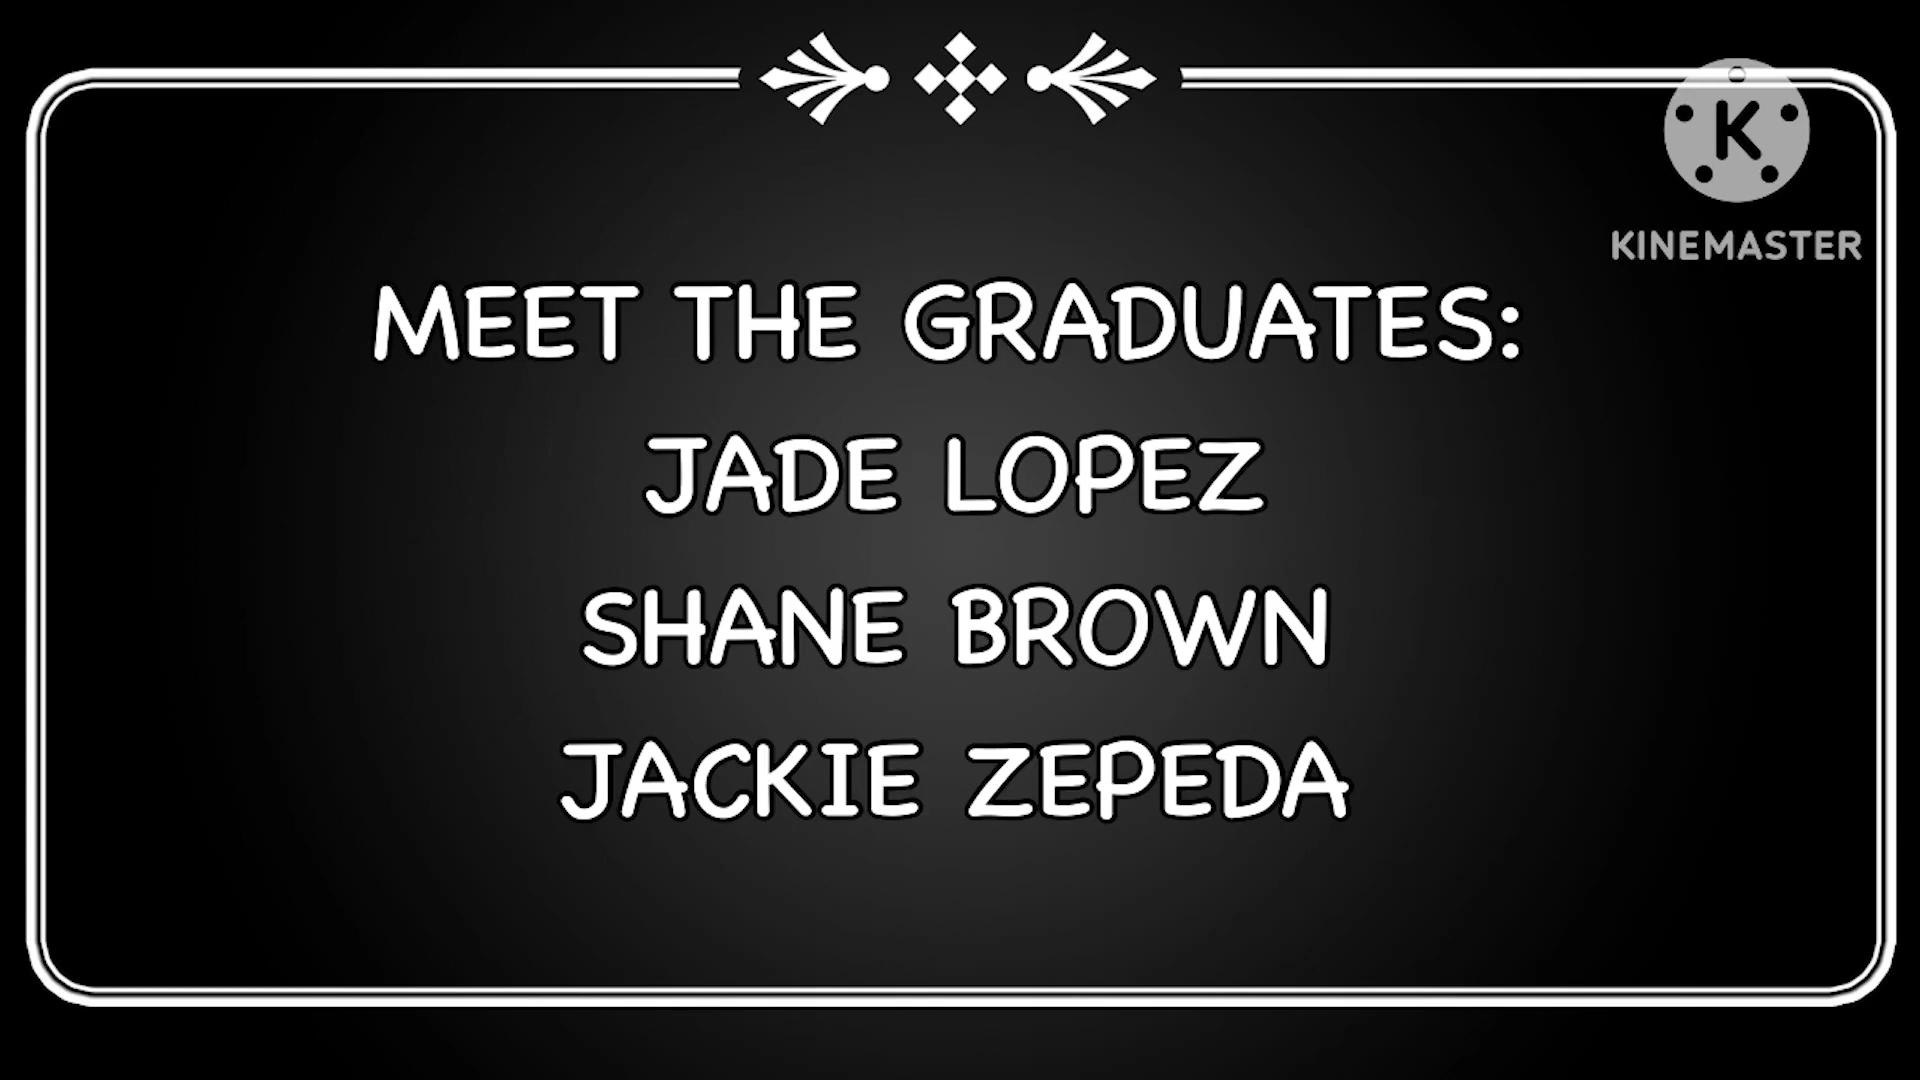 K
KINEMASTER
MEET THE GRADUATES:
JADE LOPEZ
SHANE BROWN
JACKIE ZEPEDA